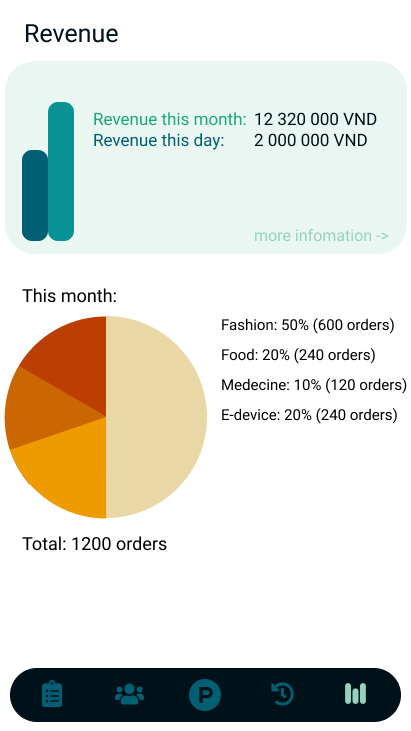 Revenue
Revenue this month: 12 320 000 VND
Revenue this day: 2 000 000 VND
more infomation ->
This month:
Fashion: 50% (600 orders)
Food: 20% (240 orders)
Medecine: 10% (120 orders)
E-device: 20% (240 orders)
Total: 1200 orders
P